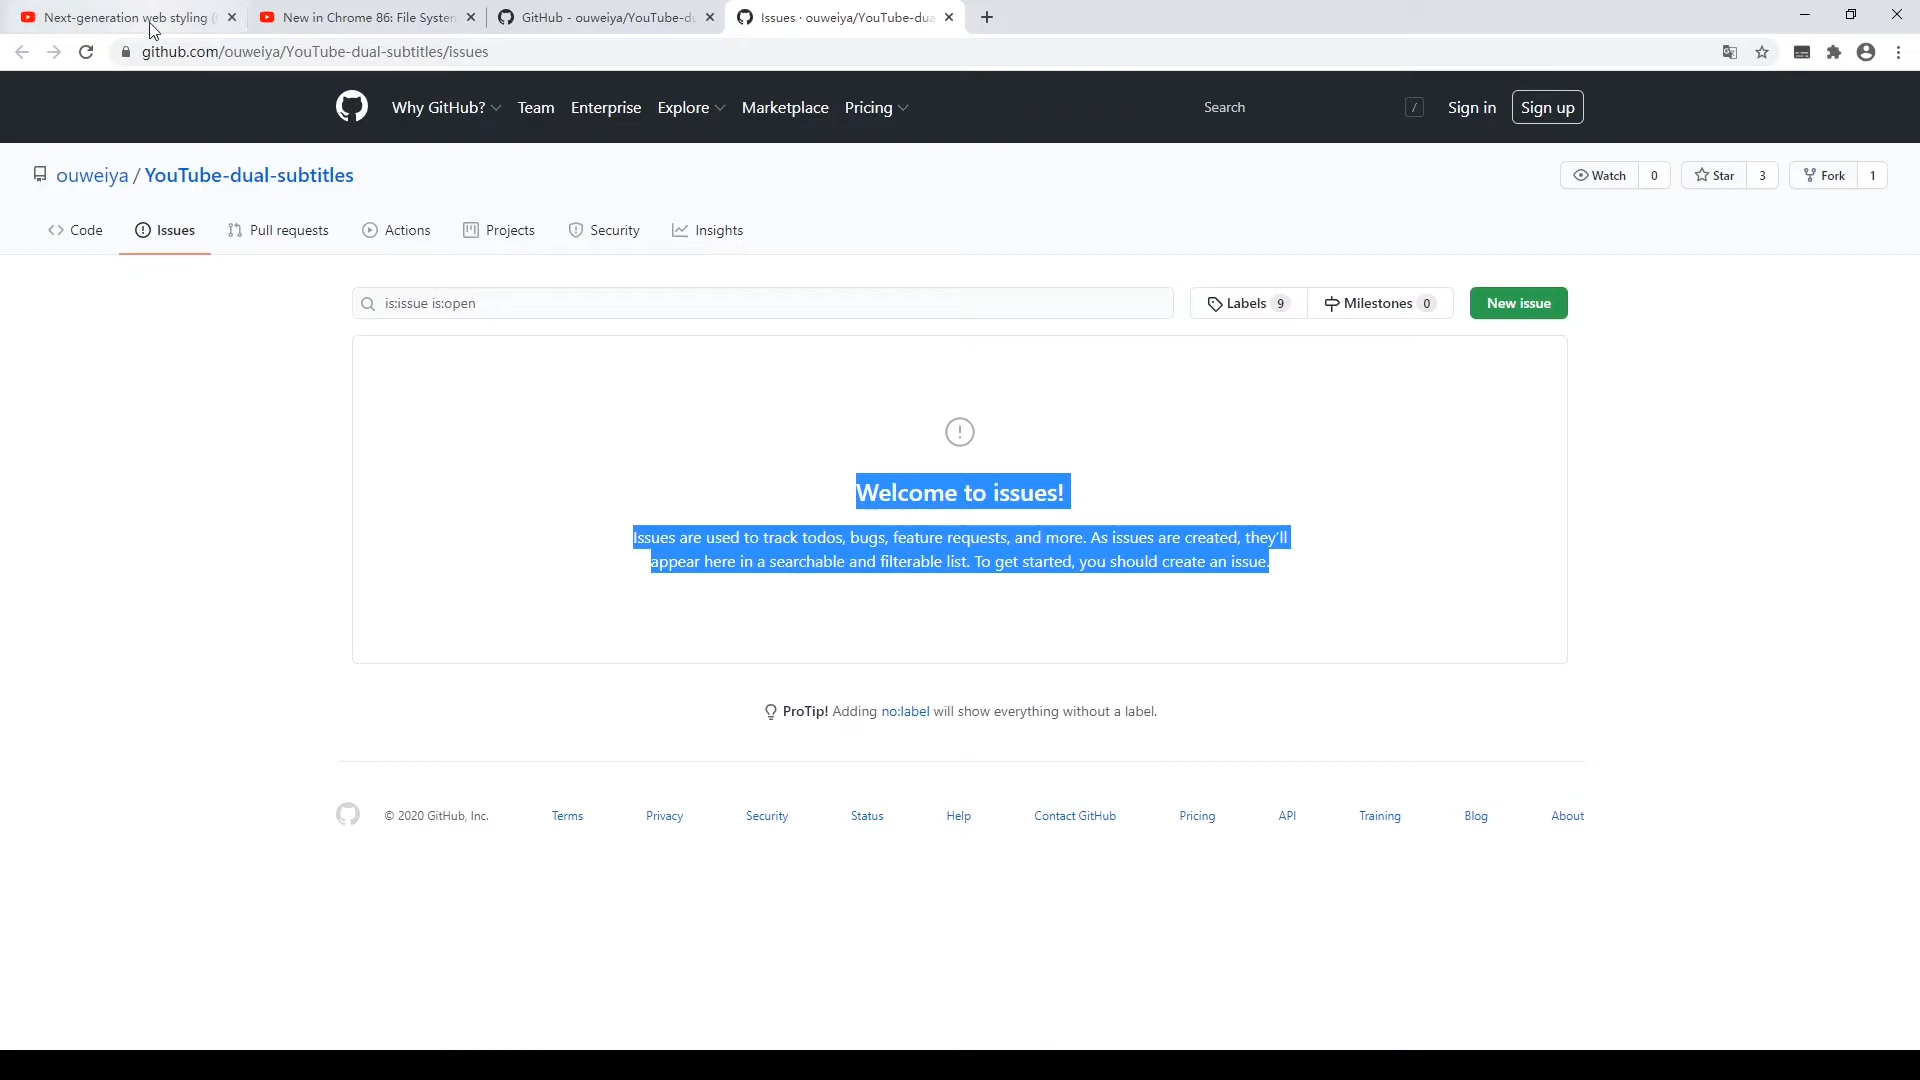 Next-generation web styling (
New in Chrome 86: File System
GitHub - ouweiya/YouTube-du
Issues · ouweiya/YouTube-dua
github.com/ouweiya/YouTube-dual-subtitles/issues
Why GitHub? Team Enterprise Explore Marketplace Pricing Search / Sign in Sign up
ouweiya / YouTube-dual-subtitles
Watch 0 Star 3 Fork 1
Code Issues Pull requests Actions Projects Security Insights
is:issue is:open Labels 9 Milestones 0 New issue
Welcome to issues!
Issues are used to track todos, bugs, feature requests, and more. As issues are created, they’ll
appear here in a searchable and filterable list. To get started, you should create an issue.
ProTip! Adding no:label will show everything without a label.
© 2020 GitHub, Inc. Terms Privacy Security Status Help Contact GitHub Pricing API Training Blog About